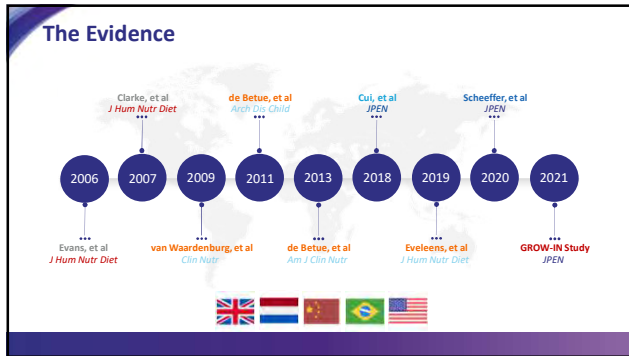 The Evidence
Clarke, et al
J Hum Nutr Diet
de Betue, et al
Arch Dis Child
Cui, et al
JPEN
Scheeffer, et al
JPEN
2006
2007
2009
2011
2013
2018
2019
2020
2021
Evans, et al
J Hum Nutr Diet
van Waardenburg, et al
Clin Nutr
de Betue, et al
Am J Clin Nutr
Eveleens, et al
J Hum Nutr Diet
GROW-IN Study
JPEN